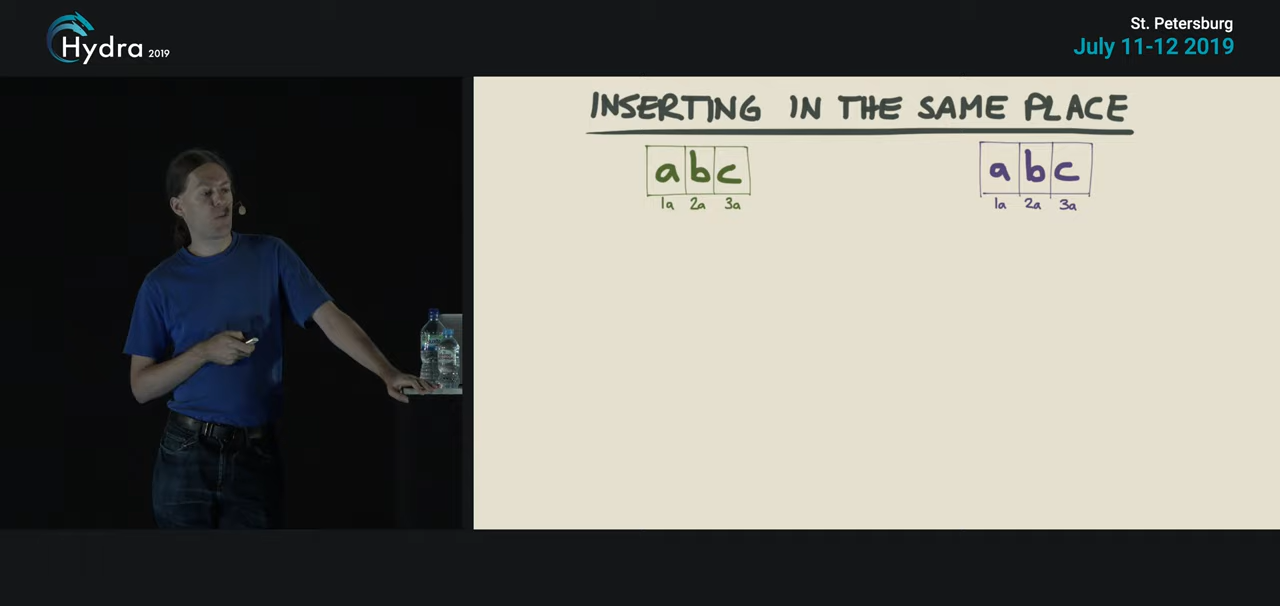 Hydra 2019
St. Petersburg
July 11-12 2019
INSERTING IN THE SAME PLACE
a b c
1a 2a 3a
a b c
1a 2a 3a